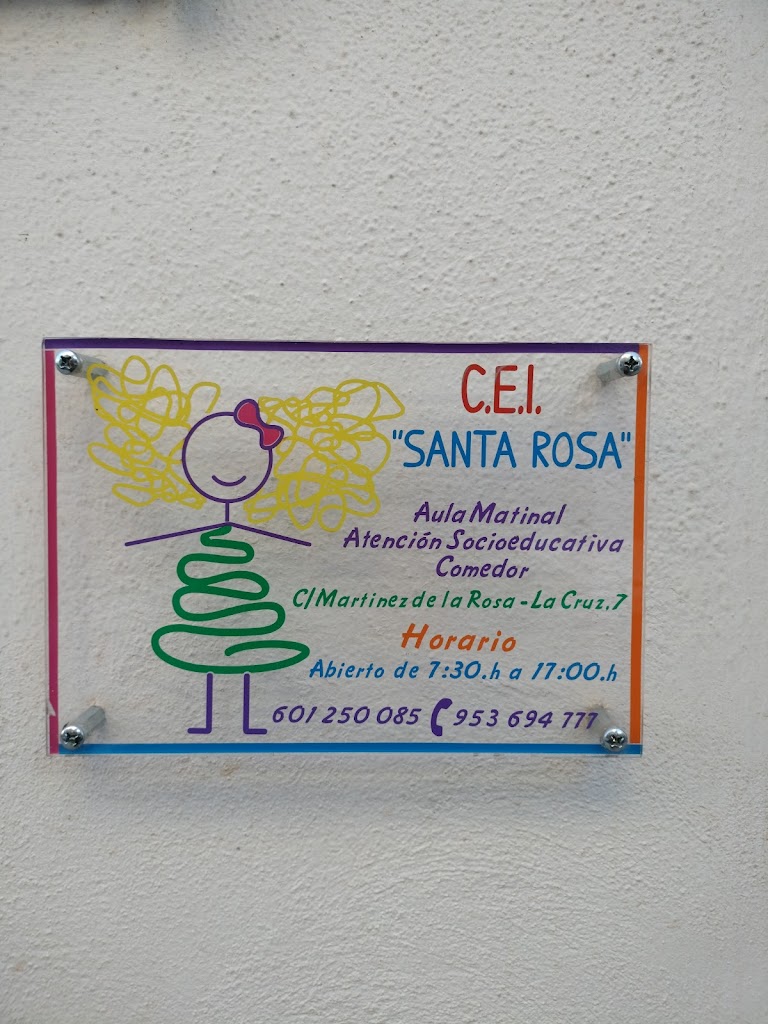 C.E.I.
"SANTA ROSA"
Aula Matinal
Atención Socioeducativa
Comedor
C/Martinez de la Rosa - La Cruz, 7
Horario
Abierto de 7:30.h a 17:00.h
601 250 085 953 694 777